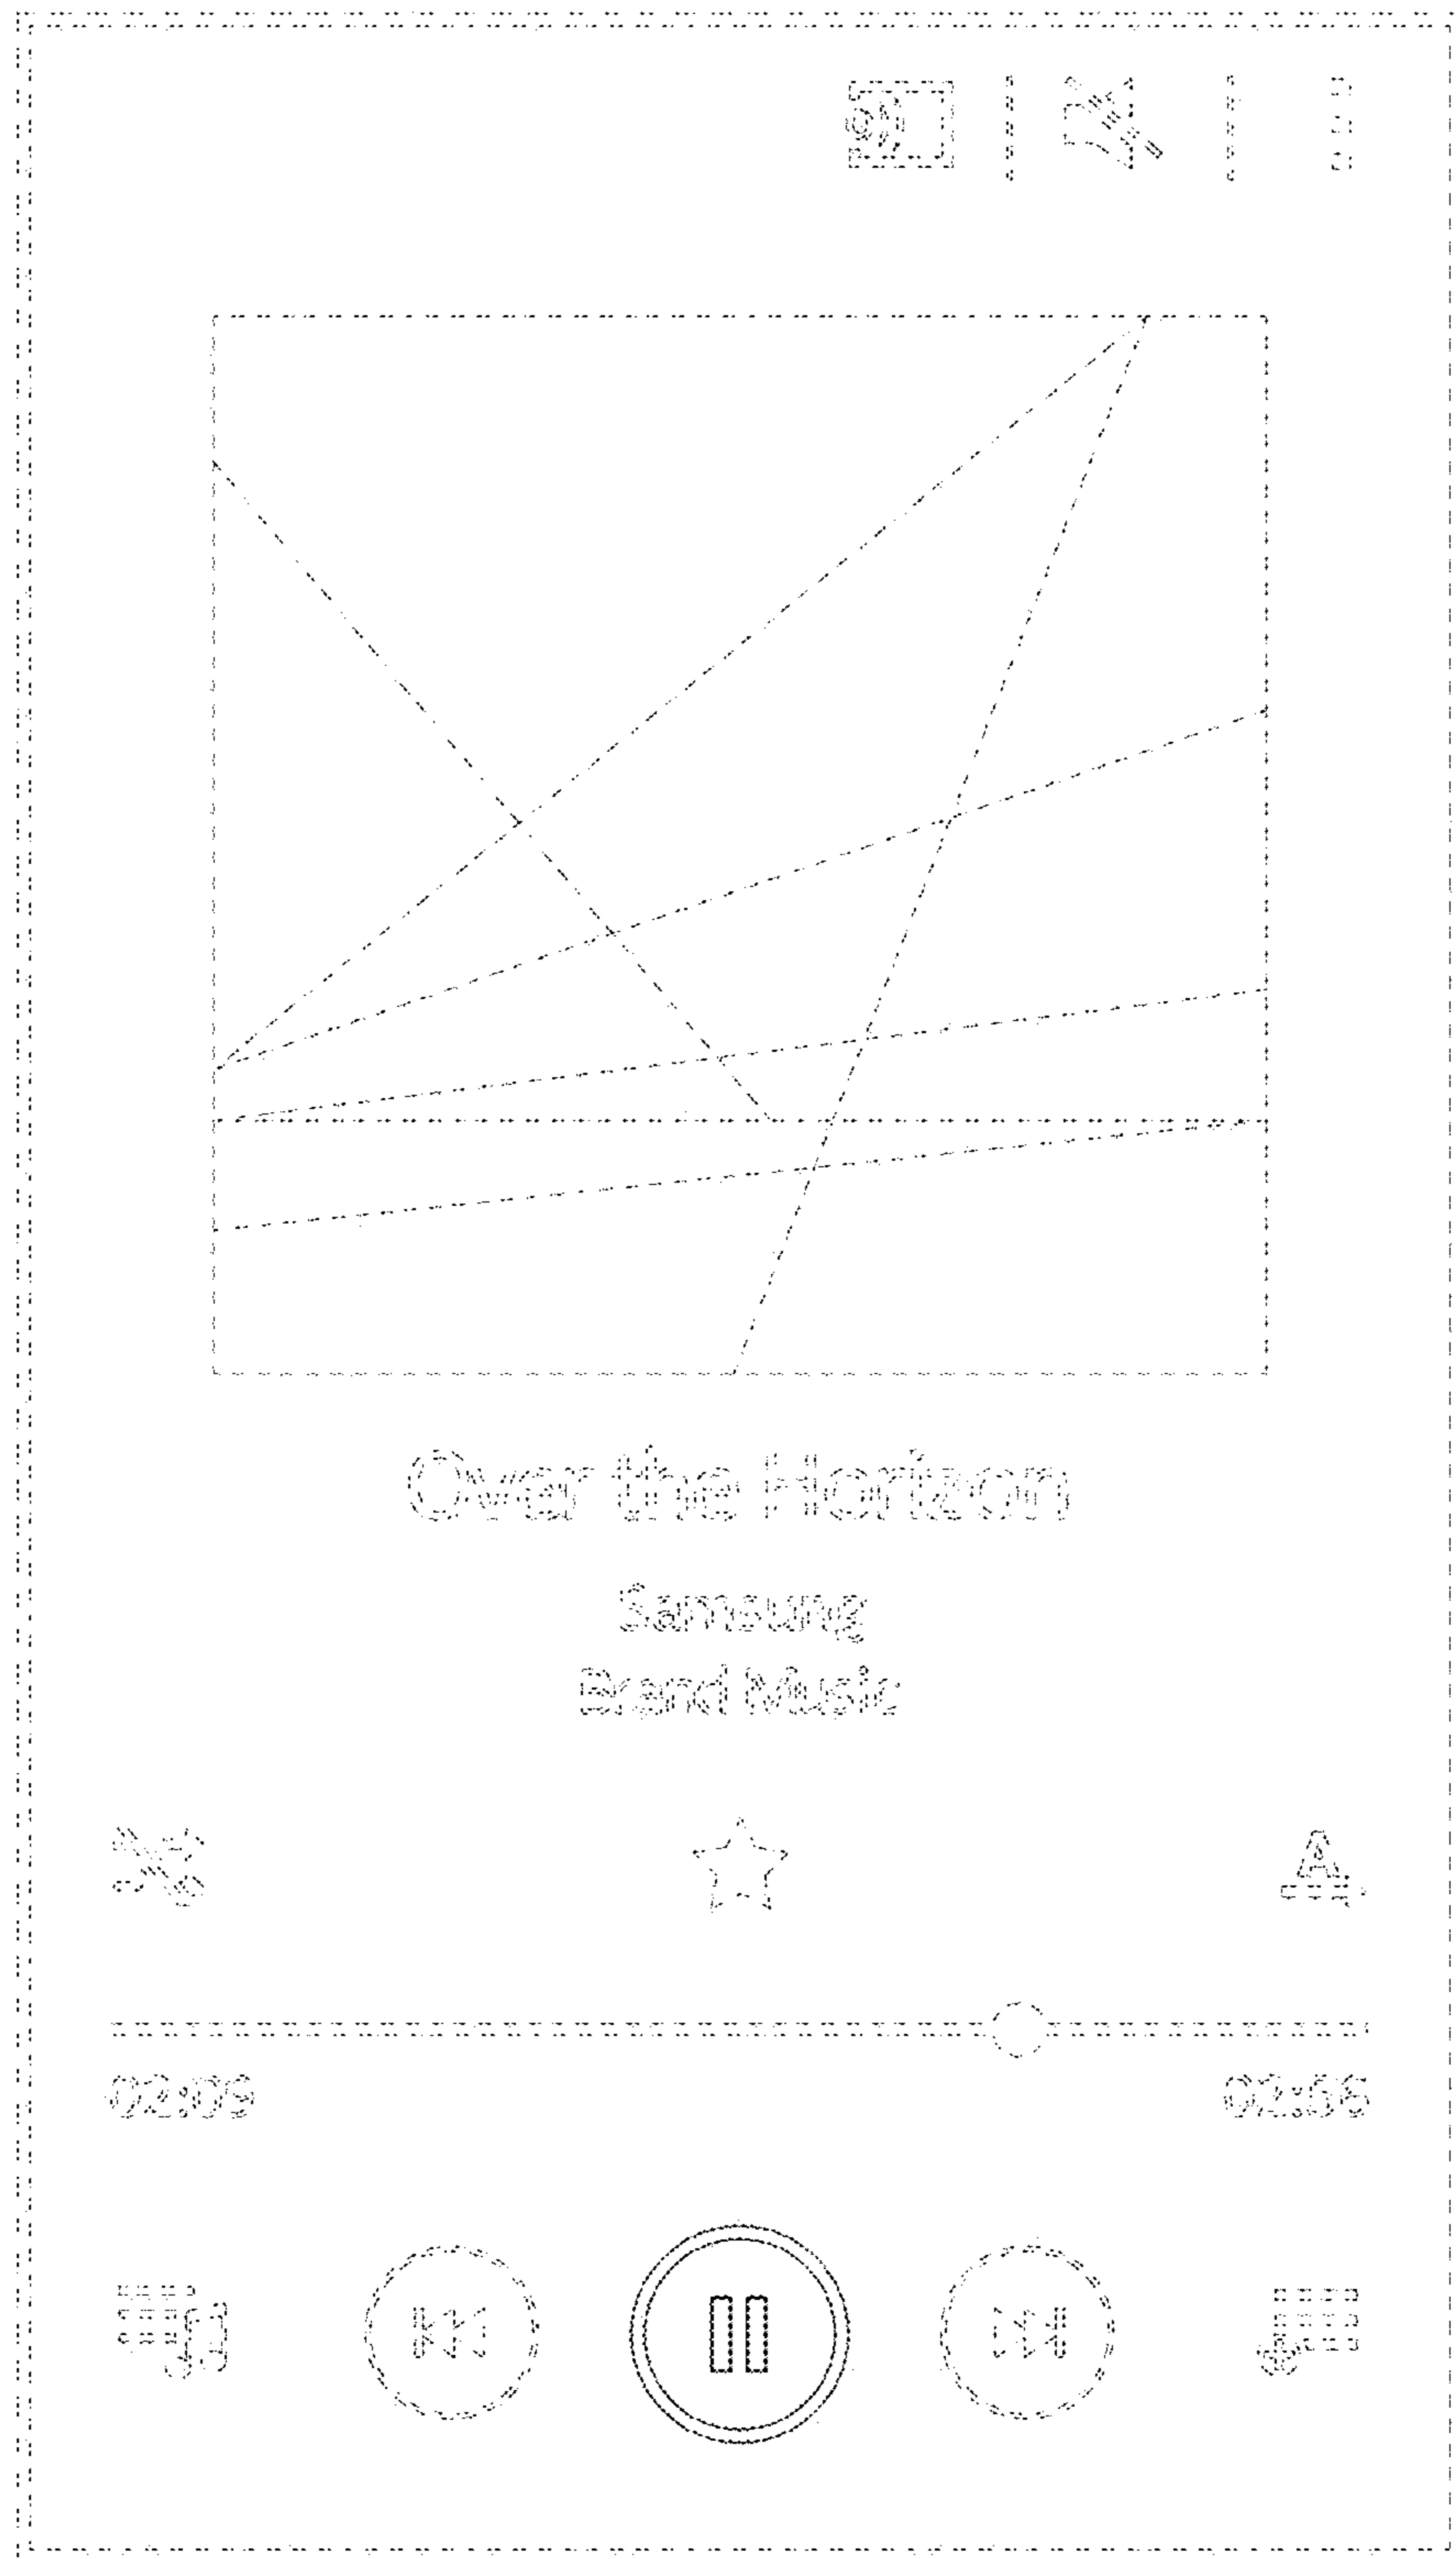 Over the Horizon
Samsung
Brand Music
A
02:09 02:56